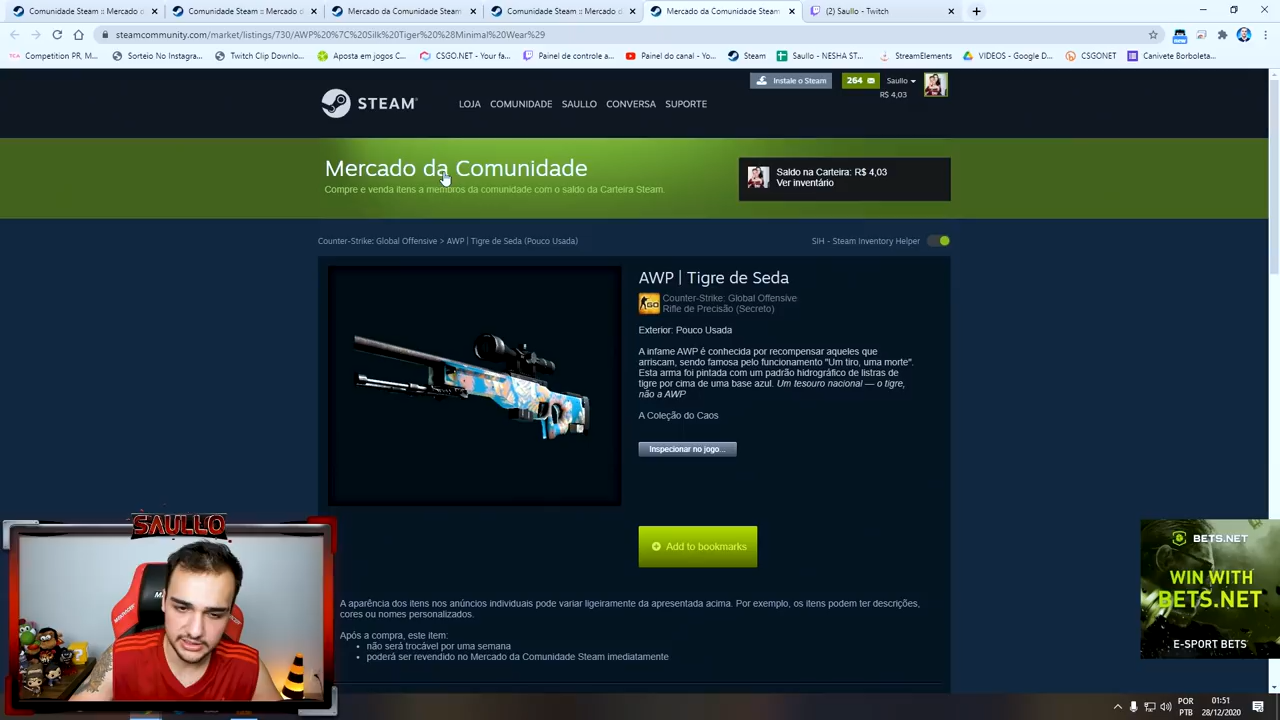 Steam Community Mercado
Steam Community Mercado
Steam Community :: Mercado
Steam Community :: Mercado
(2) Saullo - Twitch
steamcommunity.com/market/listings/730/AWP%20%7C%20Silk%20Tiger%20%28Minimal%20Wear%29
Competition PR, M...
Sorteio No Instagra...
Twitch Clip Downlo...
Aposta em jogos C...
CSGO.NET - Your fa...
Painel de controle a...
Painel do canal - Y...
Steam
Saullo - NESHA ST...
StreamElements
VIDEOS - Google D...
CSGONET
Canivete Borboleta...
STEAM
LOJA COMUNIDADE SAULLO CONVERSA SUPORTE
Instale o Steam
264
Saullo
R$ 4,03
Mercado da Comunidade
Compre e venda itens a membros da comunidade com o saldo da Carteira Steam.
Saldo na Carteira: R$ 4,03
Ver inventário
Counter-Strike: Global Offensive > AWP | Tigre de Seda (Pouco Usada)
SIH - Steam Inventory Helper
AWP | Tigre de Seda
GO
Counter-Strike: Global Offensive
Rifle de Precisão (Secreto)
Exterior: Pouco Usada
A infame AWP é conhecida por recompensar aqueles que
arriscam, sendo famosa pelo funcionamento "Um tiro, uma morte".
Esta arma foi pintada com um padrão hidrográfico de listras de
tigre por cima de uma base azul. Um tesouro nacional — o tigre,
não a AWP
A Coleção do Caos
Inspecionar no jogo...
Add to bookmarks
A aparência dos itens nos anúncios individuais pode variar ligeiramente da apresentada acima. Por exemplo, os itens podem ter descrições,
cores ou nomes personalizados.
Após a compra, este item:
• não será trocável por uma semana
• poderá ser revendido no Mercado da Comunidade Steam imediatamente
SAULLO
BETS.NET
WIN WITH
BETS.NET
E-SPORT BETS
POR
PTB
01:51
28/12/2020